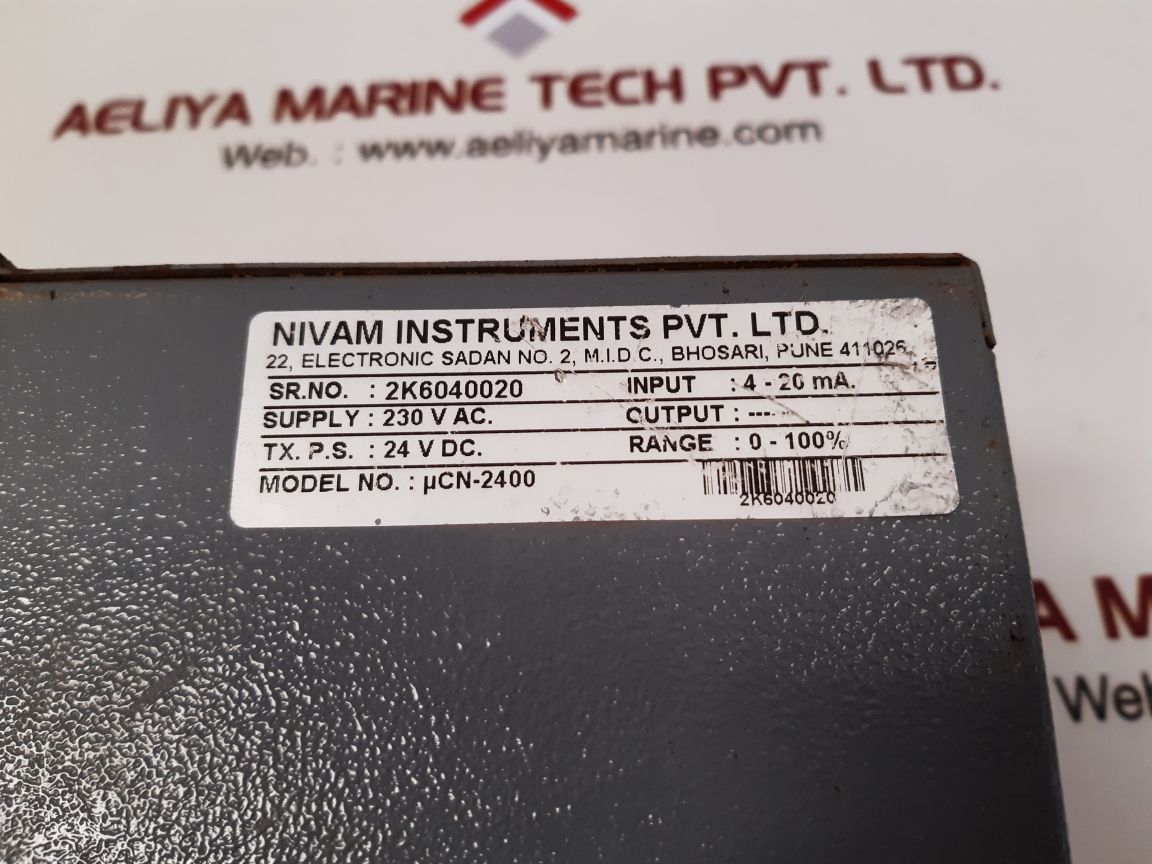 AELIYA MARINE TECH PVT. LTD.
Web. : www.aeliyamarine.com
NIVAM INSTRUMENTS PVT. LTD.
22, ELECTRONIC SADAN NO. 2, M.I.D.C., BHOSARI, PUNE 411026.
SR.NO. : 2K6040020 INPUT : 4 - 20 mA.
SUPPLY : 230 V AC. OUTPUT : ----
TX. P.S. : 24 V DC. RANGE : 0 - 100%
MODEL NO. : µCN-2400
2K6040020
A M
Web